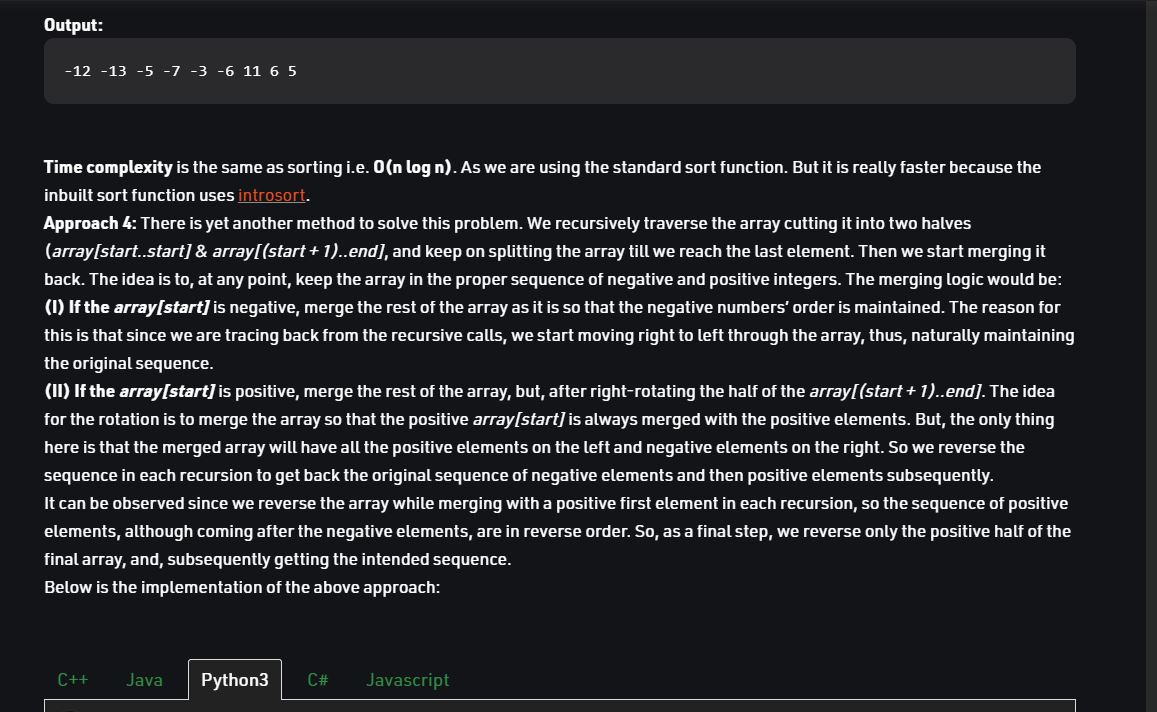 Output:
-12 -13 -5 -7 -3 -6 11 6 5
Time complexity is the same as sorting i.e. O(n log n). As we are using the standard sort function. But it is really faster because the
inbuilt sort function uses introsort.
Approach 4: There is yet another method to solve this problem. We recursively traverse the array cutting it into two halves
(array[start..start] & array[(start + 1)..end], and keep on splitting the array till we reach the last element. Then we start merging it
back. The idea is to, at any point, keep the array in the proper sequence of negative and positive integers. The merging logic would be:
(I) If the array[start] is negative, merge the rest of the array as it is so that the negative numbers' order is maintained. The reason for
this is that since we are tracing back from the recursive calls, we start moving right to left through the array, thus, naturally maintaining
the original sequence.
(II) If the array[start] is positive, merge the rest of the array, but, after right-rotating the half of the array[(start + 1)..end]. The idea
for the rotation is to merge the array so that the positive array[start] is always merged with the positive elements. But, the only thing
here is that the merged array will have all the positive elements on the left and negative elements on the right. So we reverse the
sequence in each recursion to get back the original sequence of negative elements and then positive elements subsequently.
It can be observed since we reverse the array while merging with a positive first element in each recursion, so the sequence of positive
elements, although coming after the negative elements, are in reverse order. So, as a final step, we reverse only the positive half of the
final array, and, subsequently getting the intended sequence.
Below is the implementation of the above approach:
C++ Java Python3 C# Javascript